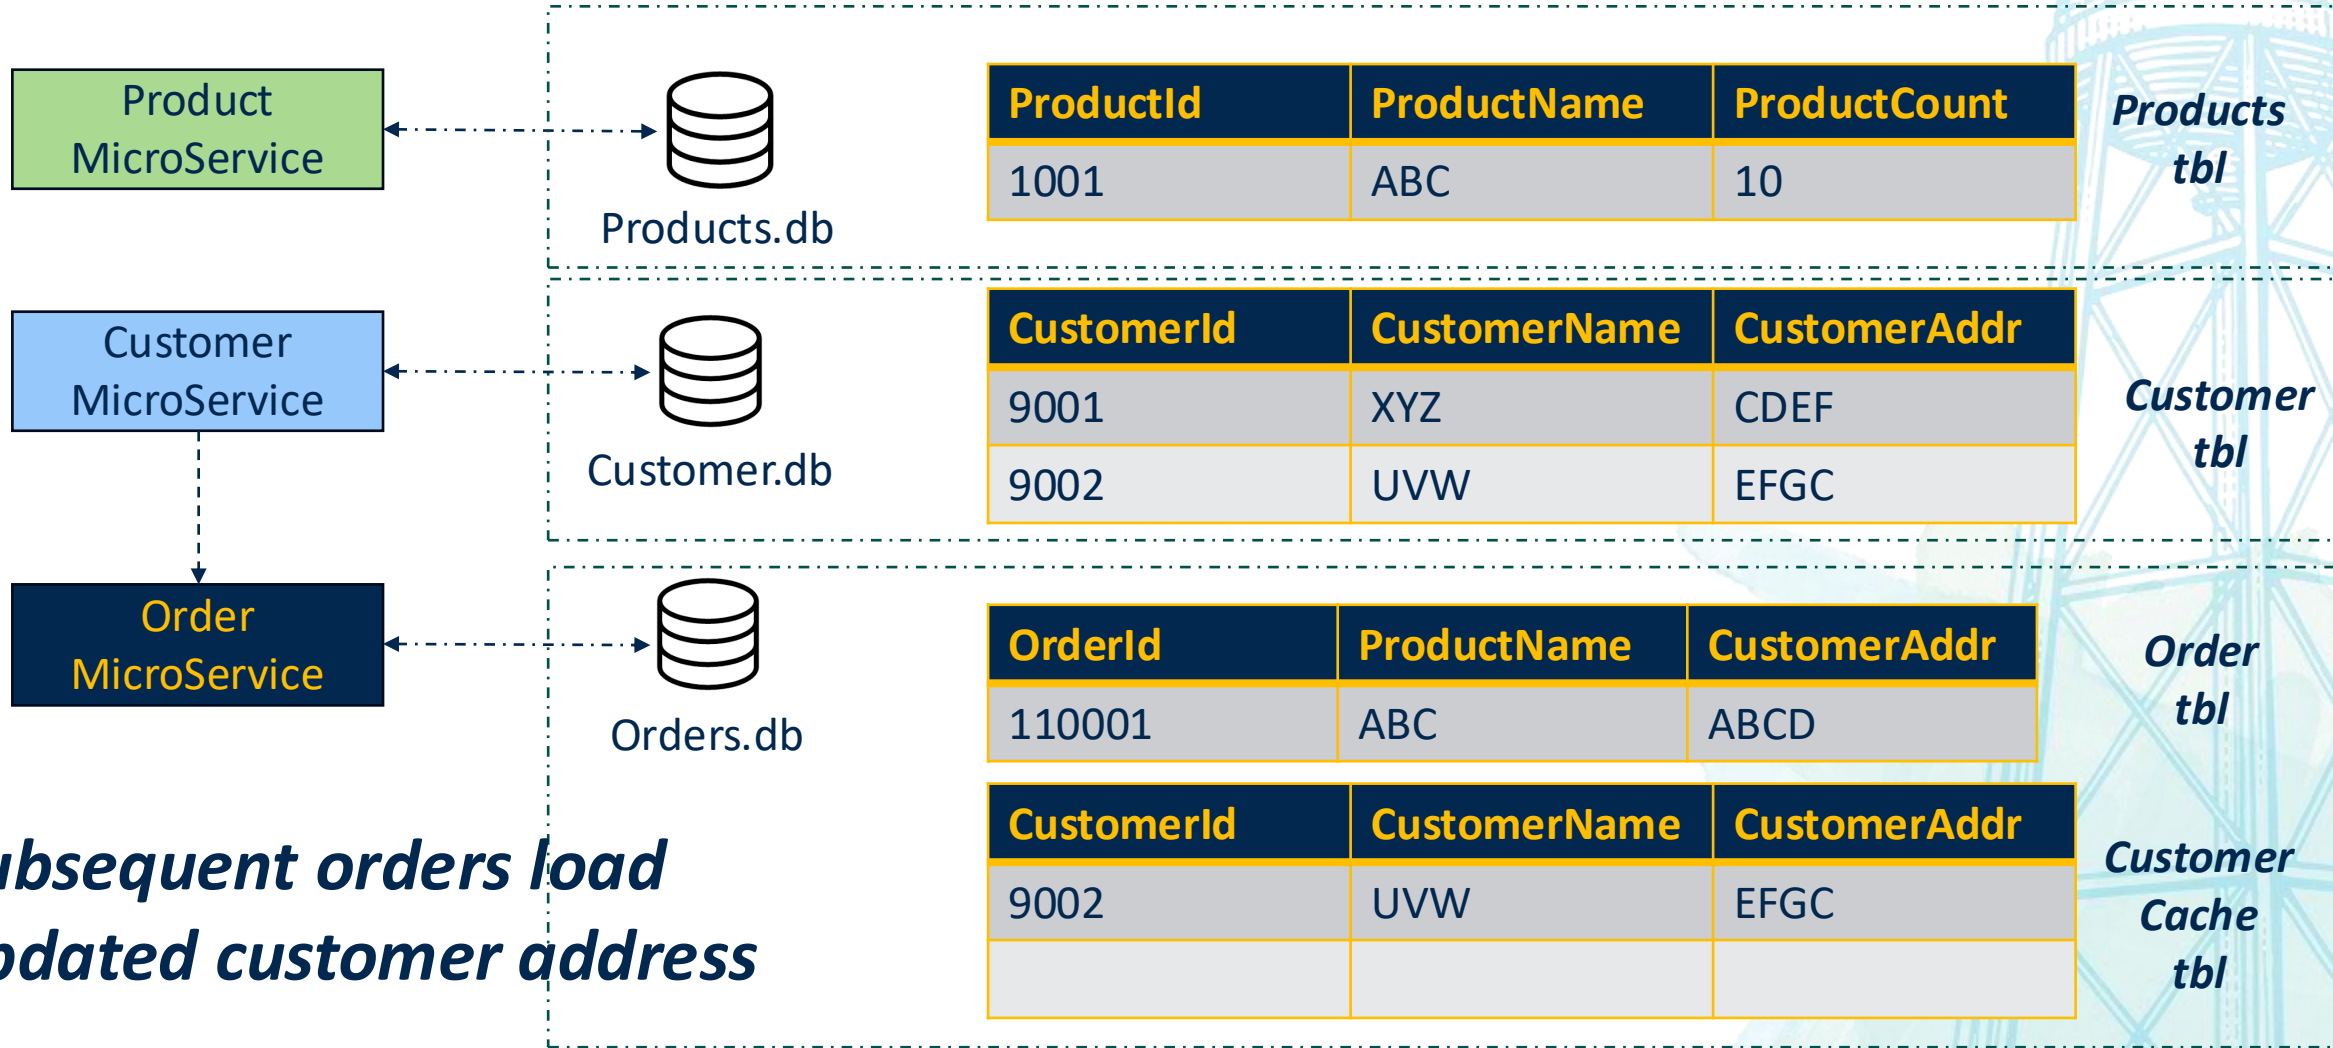 Product
MicroService
Products.db
ProductId ProductName ProductCount
1001 ABC 10
Products
tbl
Customer
MicroService
Customer.db
CustomerId CustomerName CustomerAddr
9001 XYZ CDEF
9002 UVW EFGC
Customer
tbl
Order
MicroService
Orders.db
OrderId ProductName CustomerAddr
110001 ABC ABCD
Order
tbl
CustomerId CustomerName CustomerAddr
9002 UVW EFGC
Customer
Cache
tbl
ubsequent orders load
pdated customer address